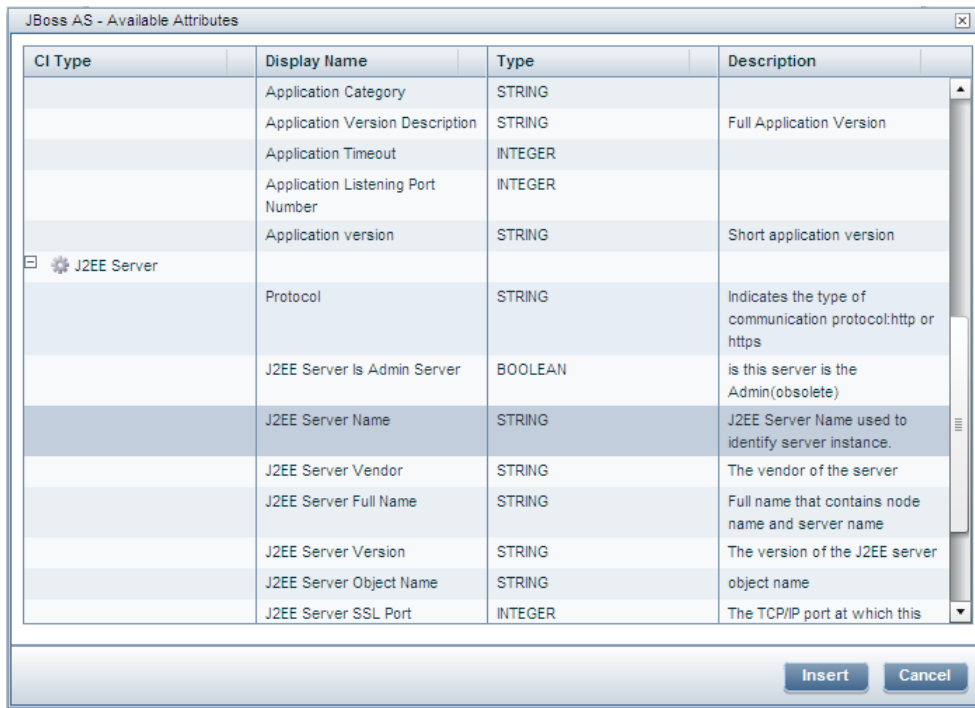 JBoss AS - Available Attributes
CI Type Display Name Type Description
Application Category STRING
Application Version Description STRING Full Application Version
Application Timeout INTEGER
Application Listening Port INTEGER
Number
Application version STRING Short application version
J2EE Server
Protocol STRING Indicates the type of
communication protocol:http or
https
J2EE Server Is Admin Server BOOLEAN is this server is the
Admin(obsolete)
J2EE Server Name STRING J2EE Server Name used to
identify server instance.
J2EE Server Vendor STRING The vendor of the server
J2EE Server Full Name STRING Full name that contains node
name and server name
J2EE Server Version STRING The version of the J2EE server
J2EE Server Object Name STRING object name
J2EE Server SSL Port INTEGER The TCP/IP port at which this
Insert Cancel